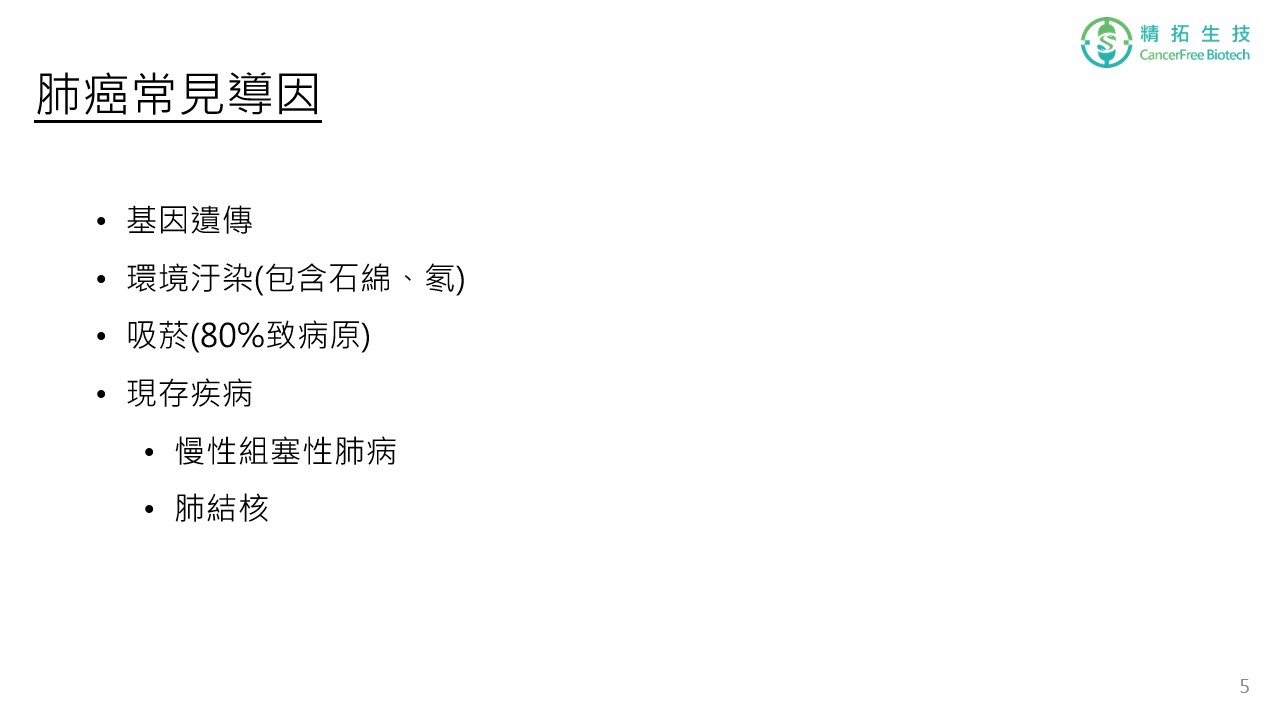 精拓生技
CancerFree Biotech
肺癌常見導因
• 基因遺傳
• 環境汙染(包含石綿、氡)
• 吸菸(80%致病原)
• 現存疾病
• 慢性組塞性肺病
• 肺結核
5